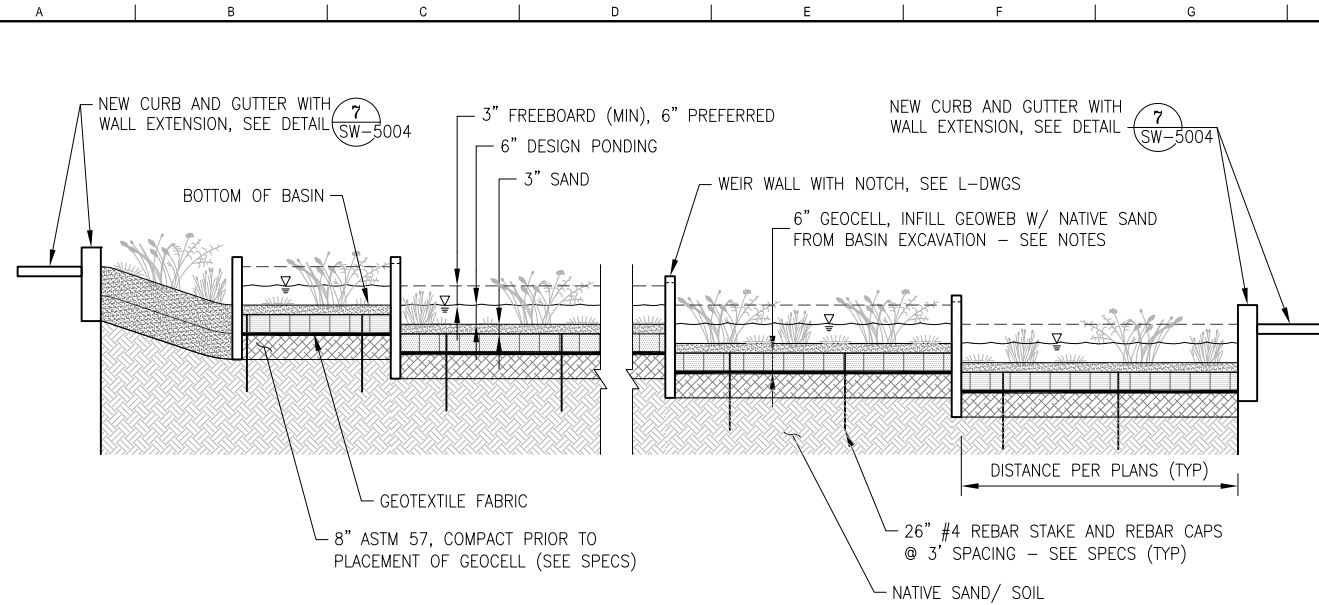 A B C D E F G
NEW CURB AND GUTTER WITH
WALL EXTENSION, SEE DETAIL
7
SW-5004
3" FREEBOARD (MIN), 6" PREFERRED
6" DESIGN PONDING
3" SAND
BOTTOM OF BASIN
NEW CURB AND GUTTER WITH
WALL EXTENSION, SEE DETAIL
7
SW-5004
WEIR WALL WITH NOTCH, SEE L-DWGS
6" GEOCELL, INFILL GEOWEB W/ NATIVE SAND
FROM BASIN EXCAVATION - SEE NOTES
DISTANCE PER PLANS (TYP)
GEOTEXTILE FABRIC
8" ASTM 57, COMPACT PRIOR TO
PLACEMENT OF GEOCELL (SEE SPECS)
26" #4 REBAR STAKE AND REBAR CAPS
@ 3' SPACING - SEE SPECS (TYP)
NATIVE SAND/ SOIL